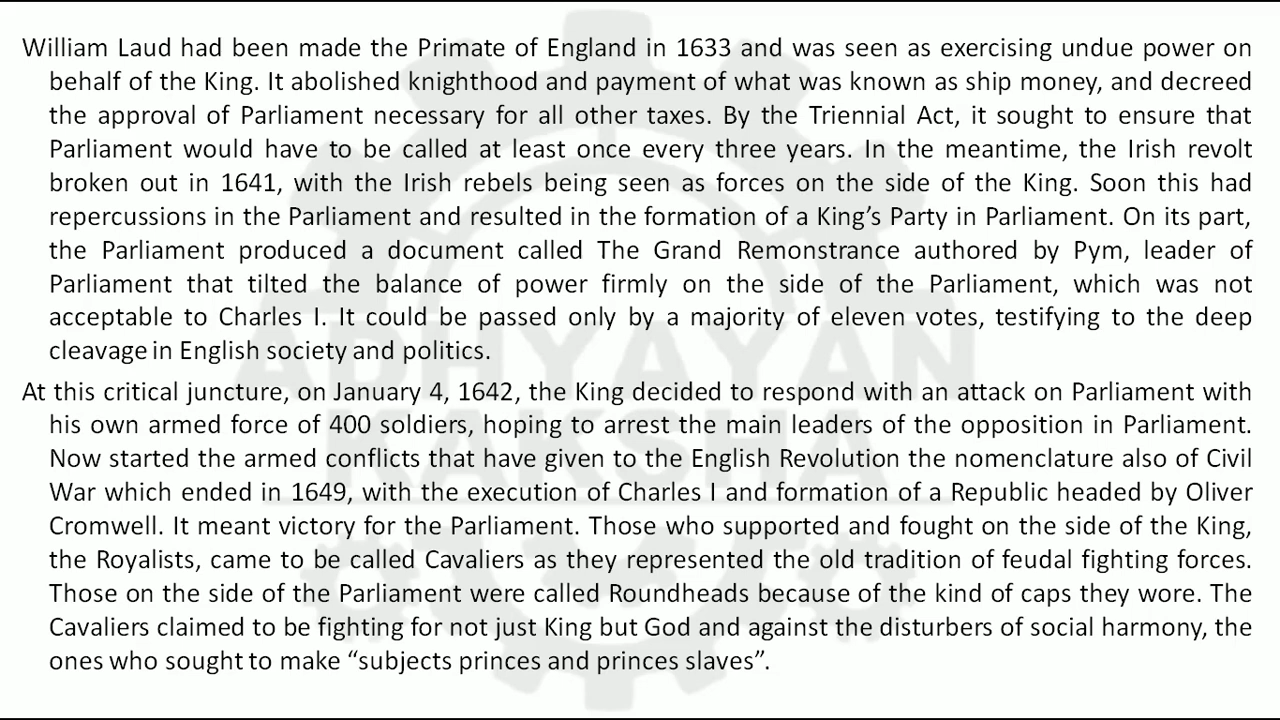 William Laud had been made the Primate of England in 1633 and was seen as exercising undue power on
behalf of the King. It abolished knighthood and payment of what was known as ship money, and decreed
the approval of Parliament necessary for all other taxes. By the Triennial Act, it sought to ensure that
Parliament would have to be called at least once every three years. In the meantime, the Irish revolt
broken out in 1641, with the Irish rebels being seen as forces on the side of the King. Soon this had
repercussions in the Parliament and resulted in the formation of a King’s Party in Parliament. On its part,
the Parliament produced a document called The Grand Remonstrance authored by Pym, leader of
Parliament that tilted the balance of power firmly on the side of the Parliament, which was not
acceptable to Charles I. It could be passed only by a majority of eleven votes, testifying to the deep
cleavage in English society and politics.
At this critical juncture, on January 4, 1642, the King decided to respond with an attack on Parliament with
his own armed force of 400 soldiers, hoping to arrest the main leaders of the opposition in Parliament.
Now started the armed conflicts that have given to the English Revolution the nomenclature also of Civil
War which ended in 1649, with the execution of Charles I and formation of a Republic headed by Oliver
Cromwell. It meant victory for the Parliament. Those who supported and fought on the side of the King,
the Royalists, came to be called Cavaliers as they represented the old tradition of feudal fighting forces.
Those on the side of the Parliament were called Roundheads because of the kind of caps they wore. The
Cavaliers claimed to be fighting for not just King but God and against the disturbers of social harmony, the
ones who sought to make “subjects princes and princes slaves”.
ADHYAYAN
KAKSHA